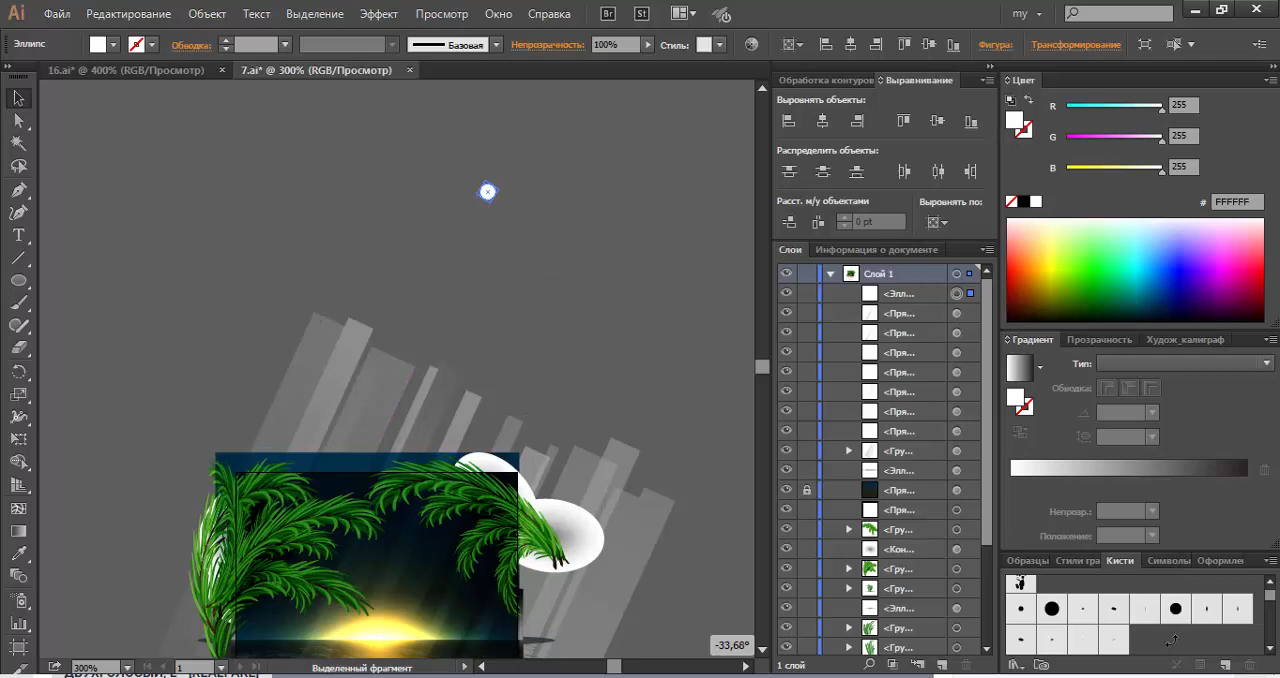 Ai Файл Редактирование Объект Текст Выделение Эффект Просмотр Окно Справка Br St my
Эллипс Обводка: Базовая Непрозрачность: 100% Стиль: Фигура: Трансформирование
16.ai* @ 400% (RGB/Просмотр) × 7.ai* @ 300% (RGB/Просмотр) ×
Обработка контуров Выравнивание
Выровнять объекты:
Распределить объекты:
Расст. м/у объектами Выровнять по:
0 pt
Слои Информация о документе
Слой 1
<Элл...
<Пря...
<Пря...
<Пря...
<Пря...
<Пря...
<Пря...
<Пря...
<Гру...
<Элл...
<Пря...
<Пря...
<Гру...
<Кон...
<Гру...
<Гру...
<Элл...
<Гру...
<Гру...
1 слой
Цвет
R 255
G 255
B 255
# FFFFFF
Градиент Прозрачность Худ_калиграф
Тип:
Обводка:
Непрозр.:
Положение:
Образцы Стили гра Кисти Символы Оформлен
-33,68°
300% 1 Выделенный фрагмент